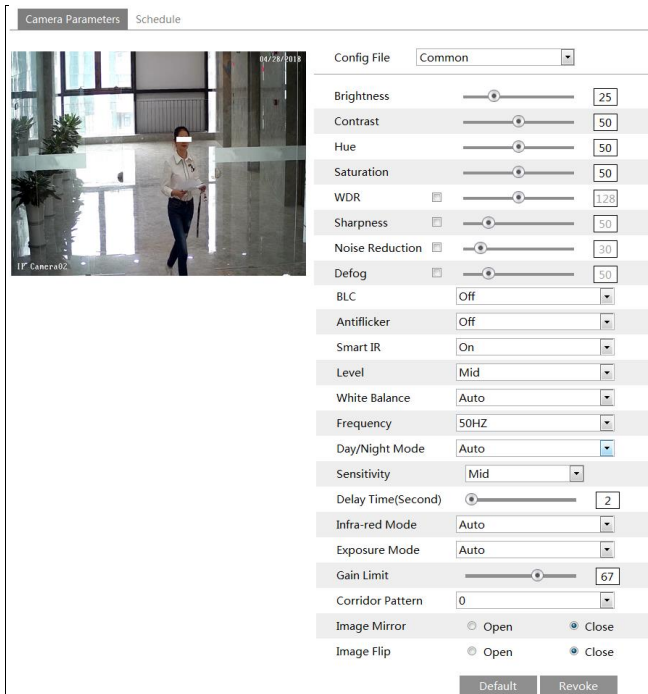 Camera Parameters Schedule
04/28/2018
IP Camera02
Config File Common
Brightness 25
Contrast 50
Hue 50
Saturation 50
WDR 128
Sharpness 50
Noise Reduction 30
Defog 50
BLC Off
Antiflicker Off
Smart IR On
Level Mid
White Balance Auto
Frequency 50HZ
Day/Night Mode Auto
Sensitivity Mid
Delay Time(Second) 2
Infra-red Mode Auto
Exposure Mode Auto
Gain Limit 67
Corridor Pattern 0
Image Mirror Open Close
Image Flip Open Close
Default Revoke